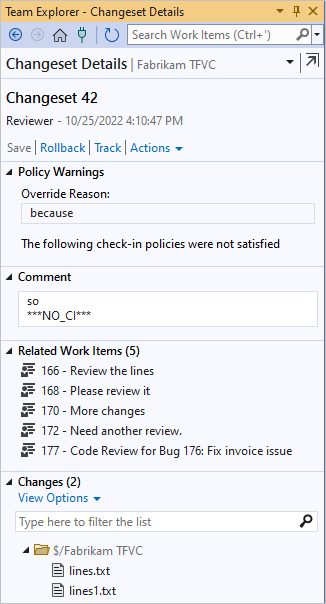 Team Explorer - Changeset Details
Search Work Items (Ctrl+')
Changeset Details | Fabrikam TFVC
Changeset 42
Reviewer - 10/25/2022 4:10:47 PM
Save | Rollback | Track | Actions
Policy Warnings
Override Reason:
because
The following check-in policies were not satisfied
Comment
so
***NO_CI***
Related Work Items (5)
166 - Review the lines
168 - Please review it
170 - More changes
172 - Need another review.
177 - Code Review for Bug 176: Fix invoice issue
Changes (2)
View Options
Type here to filter the list
$/Fabrikam TFVC
lines.txt
lines1.txt